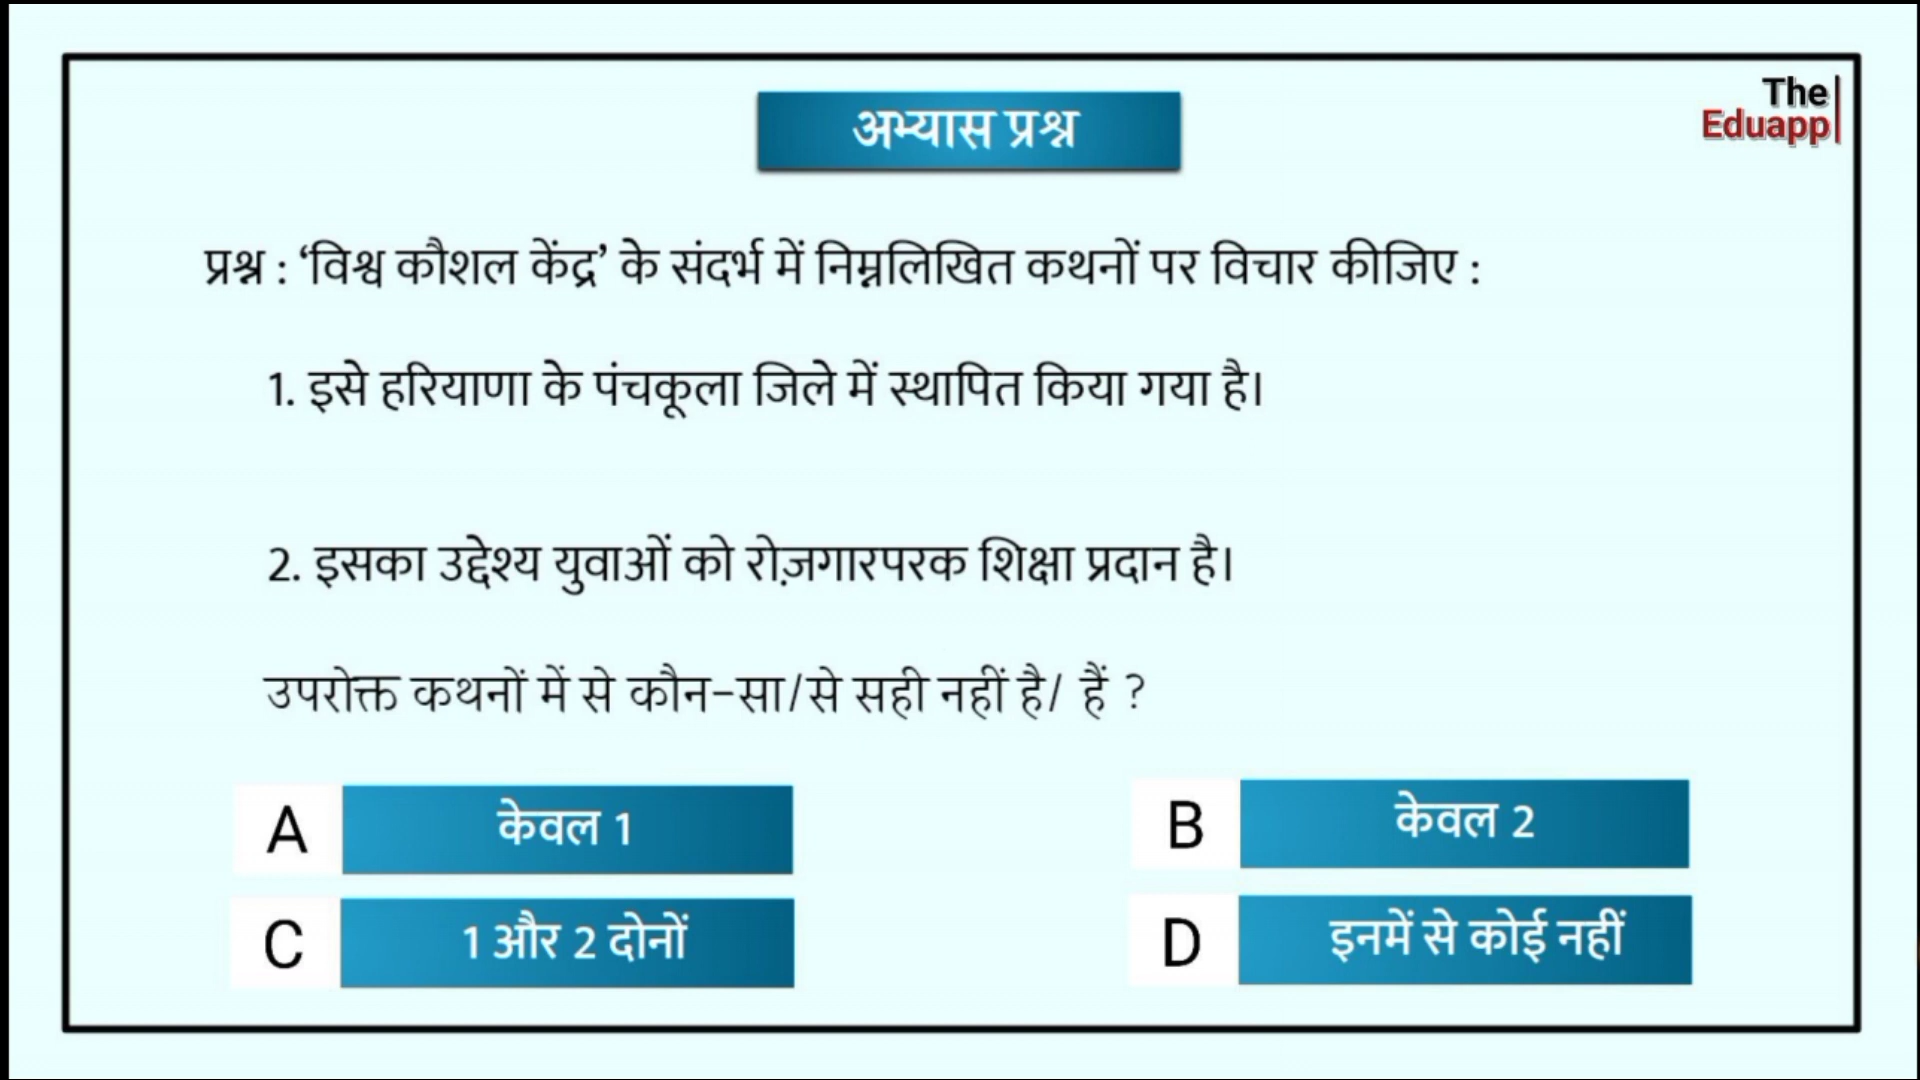 The
Eduapp
अभ्यास प्रश्न
प्रश्न : ‘विश्व कौशल केंद्र’ के संदर्भ में निम्नलिखित कथनों पर विचार कीजिए :
1. इसे हरियाणा के पंचकूला जिले में स्थापित किया गया है।
2. इसका उद्देश्य युवाओं को रोज़गारपरक शिक्षा प्रदान है।
उपरोक्त कथनों में से कौन-सा/से सही नहीं है/ हैं ?
A केवल 1
B केवल 2
C 1 और 2 दोनों
D इनमें से कोई नहीं